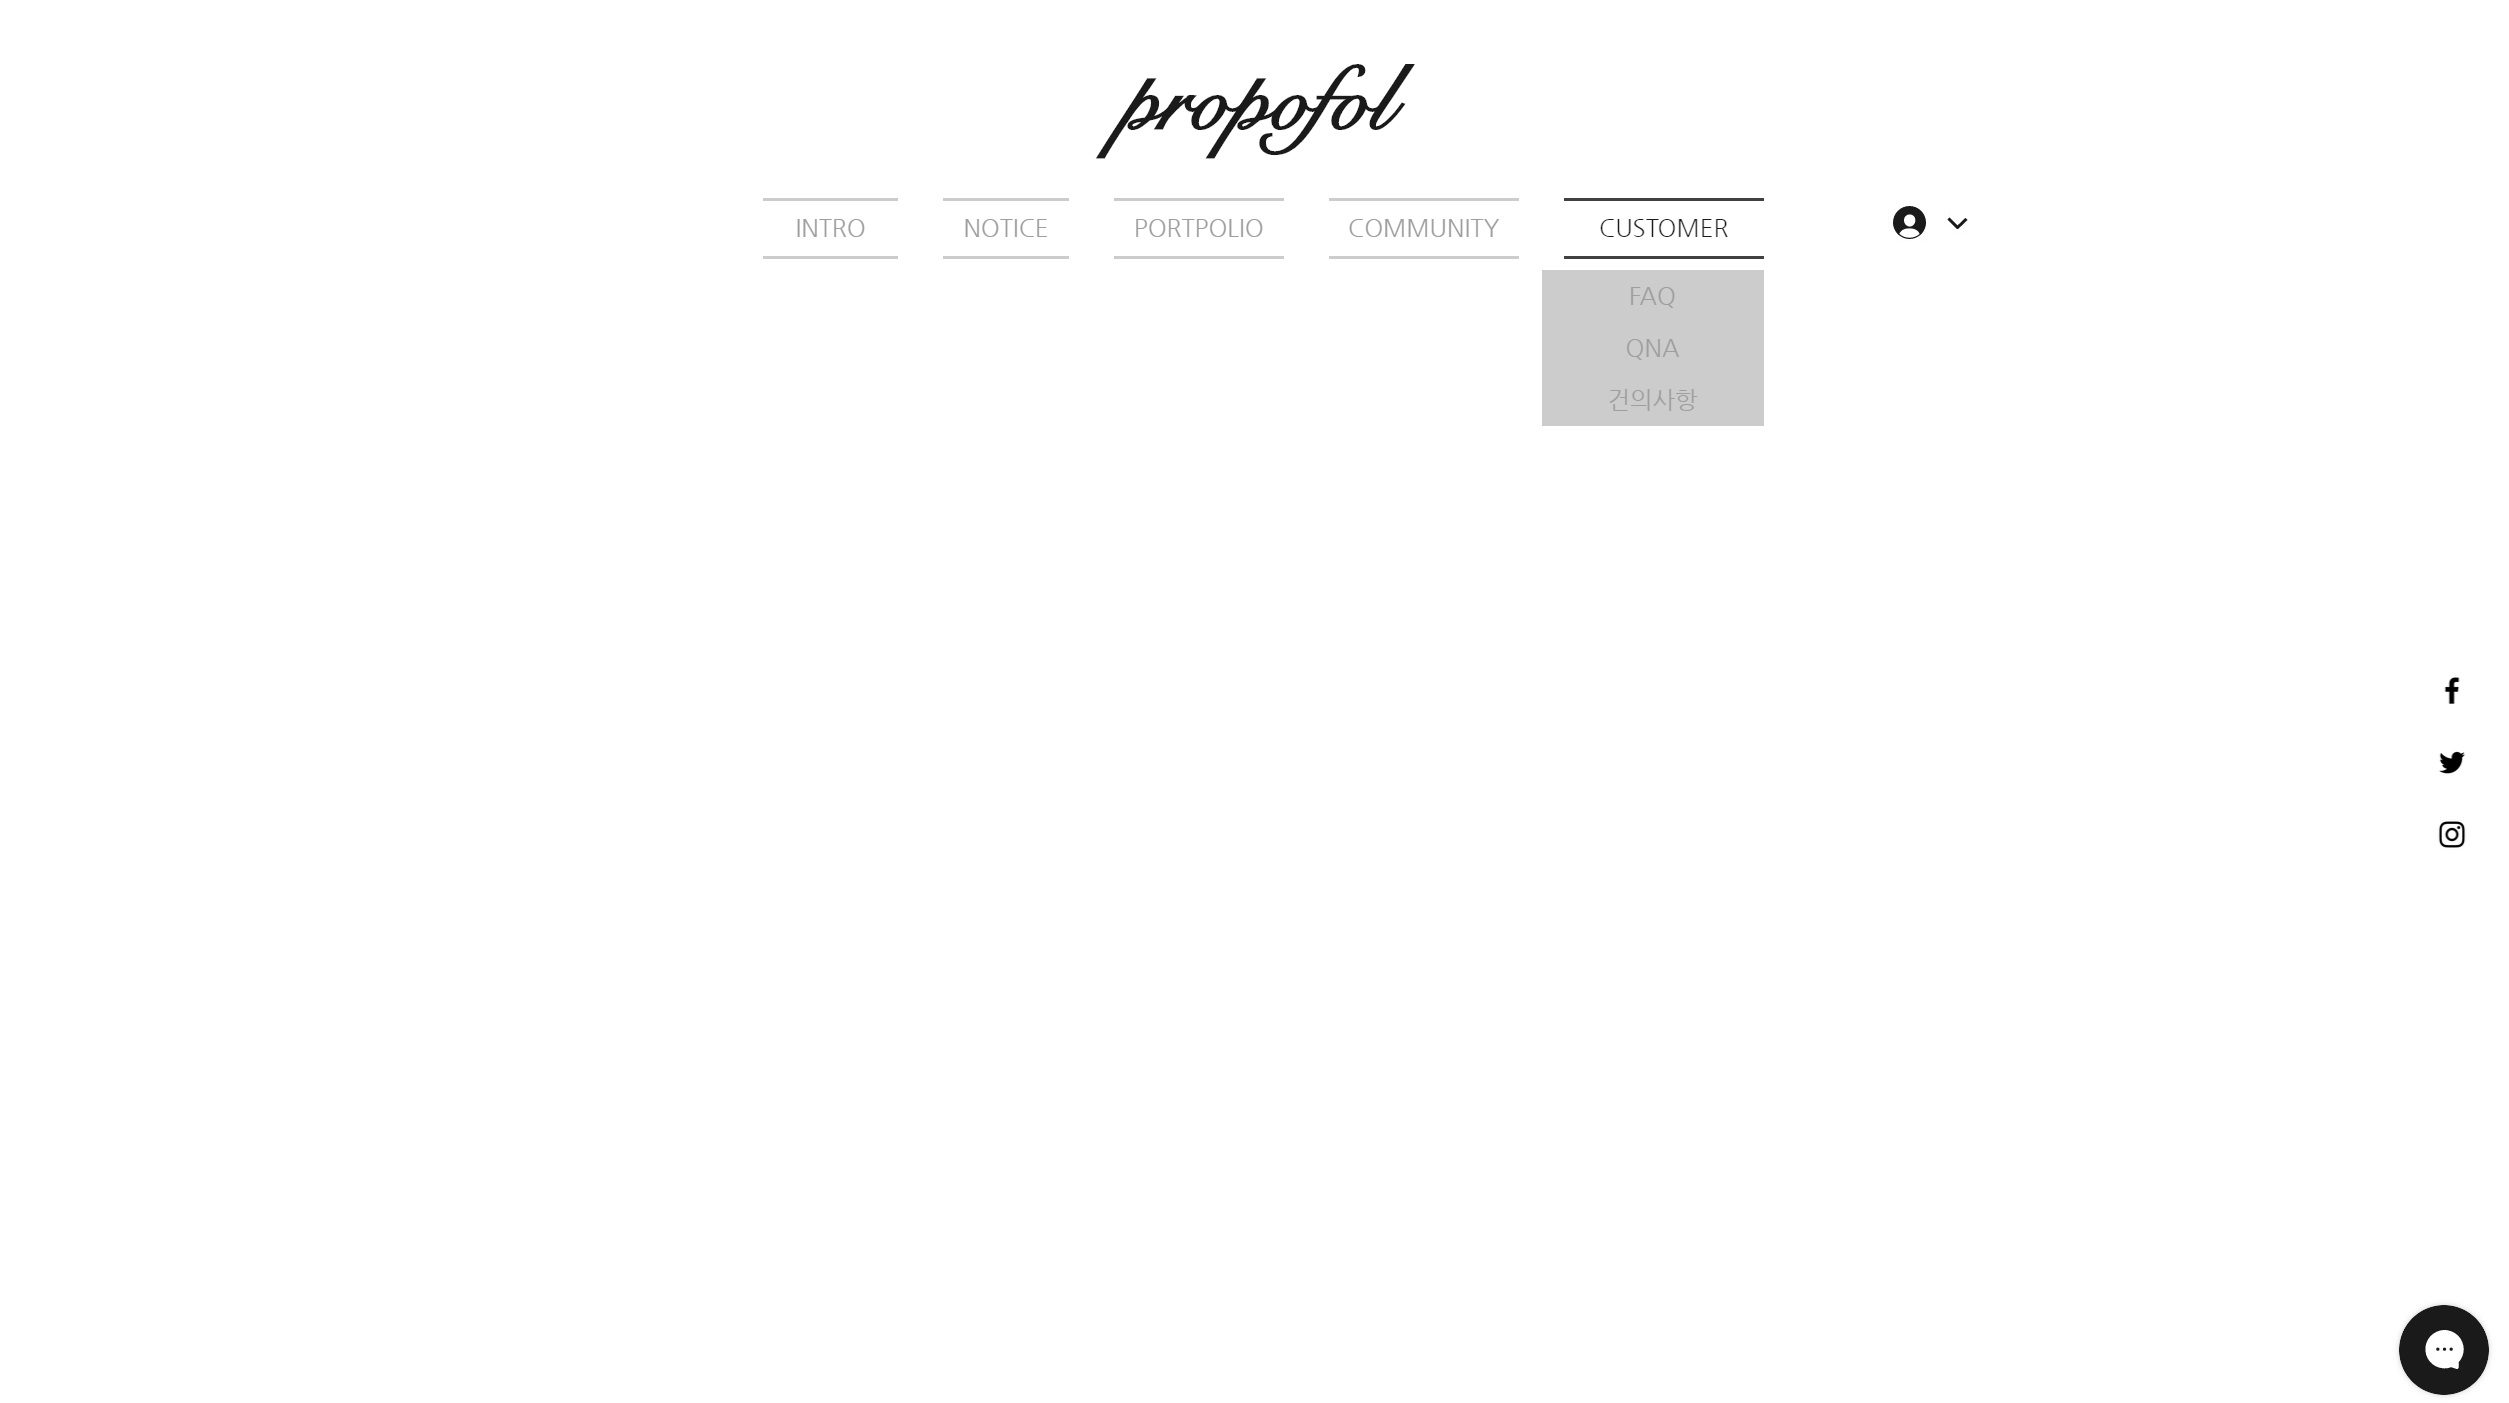 propofol
INTRO NOTICE PORTPOLIO COMMUNITY CUSTOMER
FAQ
QNA
건의사항